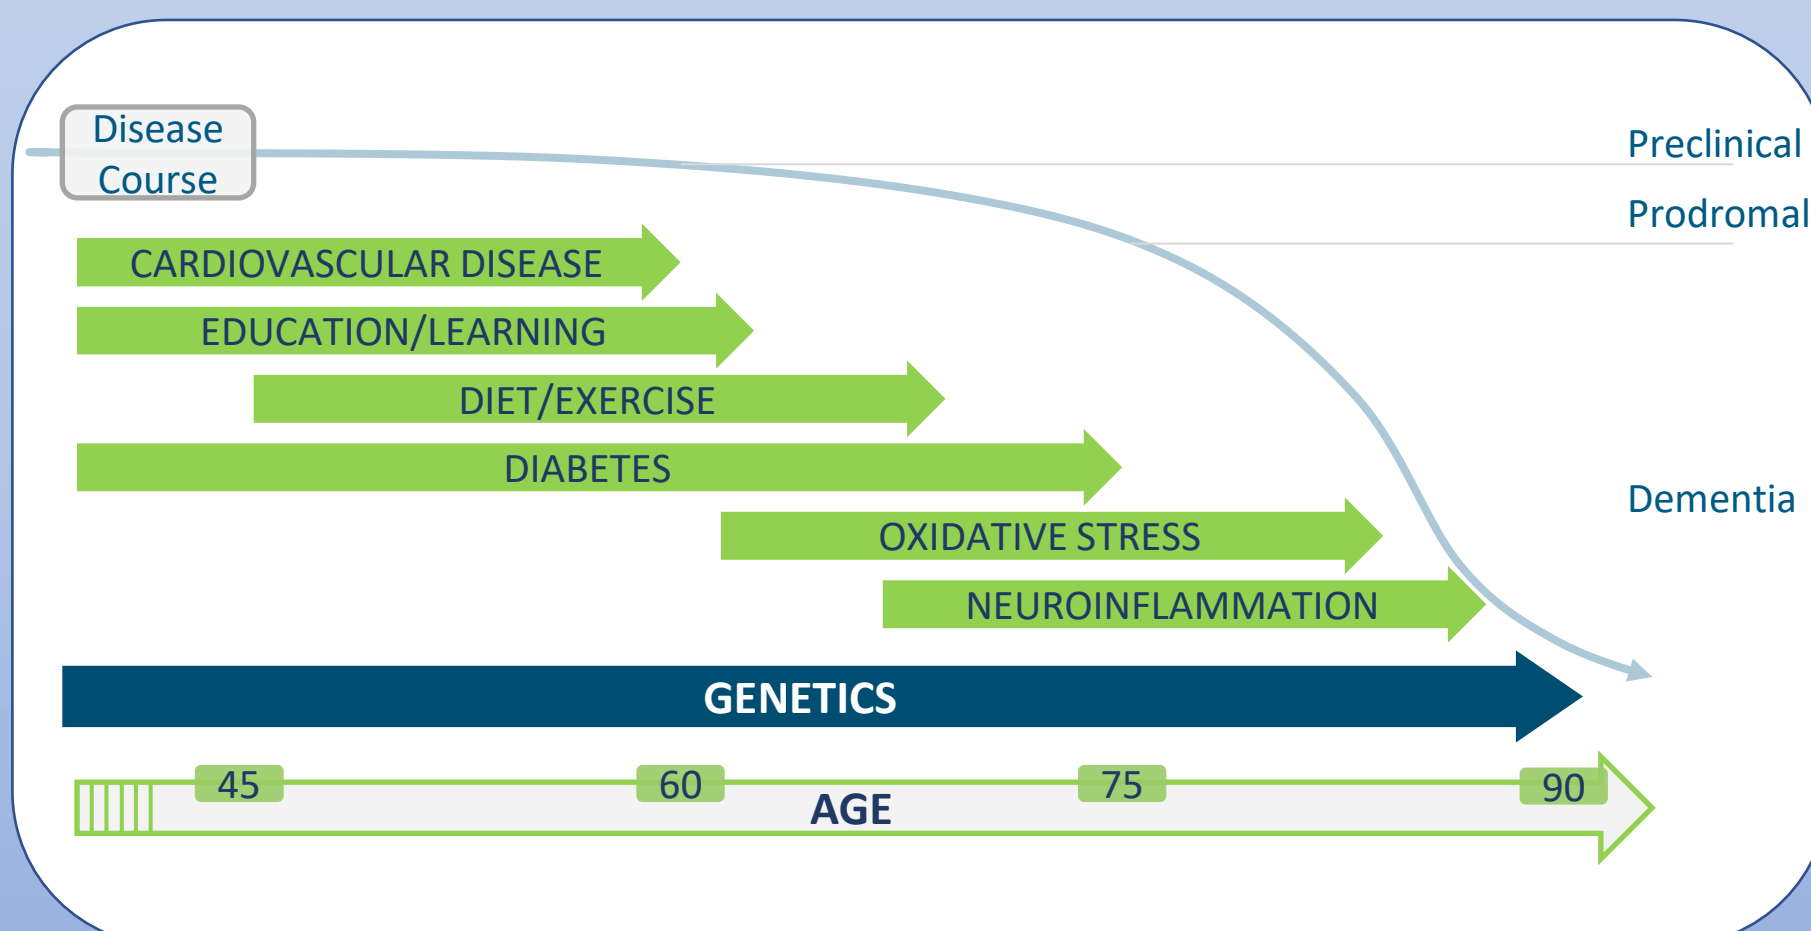 Disease
Course
Preclinical
Prodromal
CARDIOVASCULAR DISEASE
EDUCATION/LEARNING
DIET/EXERCISE
DIABETES
Dementia
OXIDATIVE STRESS
NEUROINFLAMMATION
GENETICS
45 60 75 90
AGE